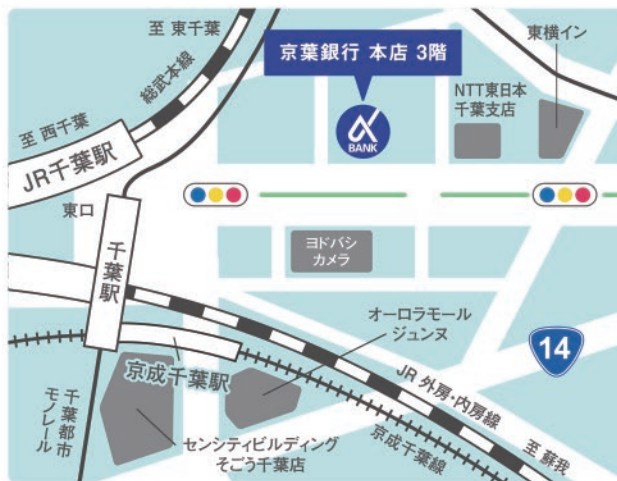 至 東千葉
総武本線
至 西千葉
JR千葉駅
京葉銀行 本店 3階
BANK
東横イン
NTT東日本
千葉支店
東口
千葉駅
ヨドバシ
カメラ
オーロラモール
ジュンヌ
14
京成千葉駅
JR 外房・内房線
京成千葉線
至 蘇我
千葉都市
モノレール
センシティビルディング
そごう千葉店